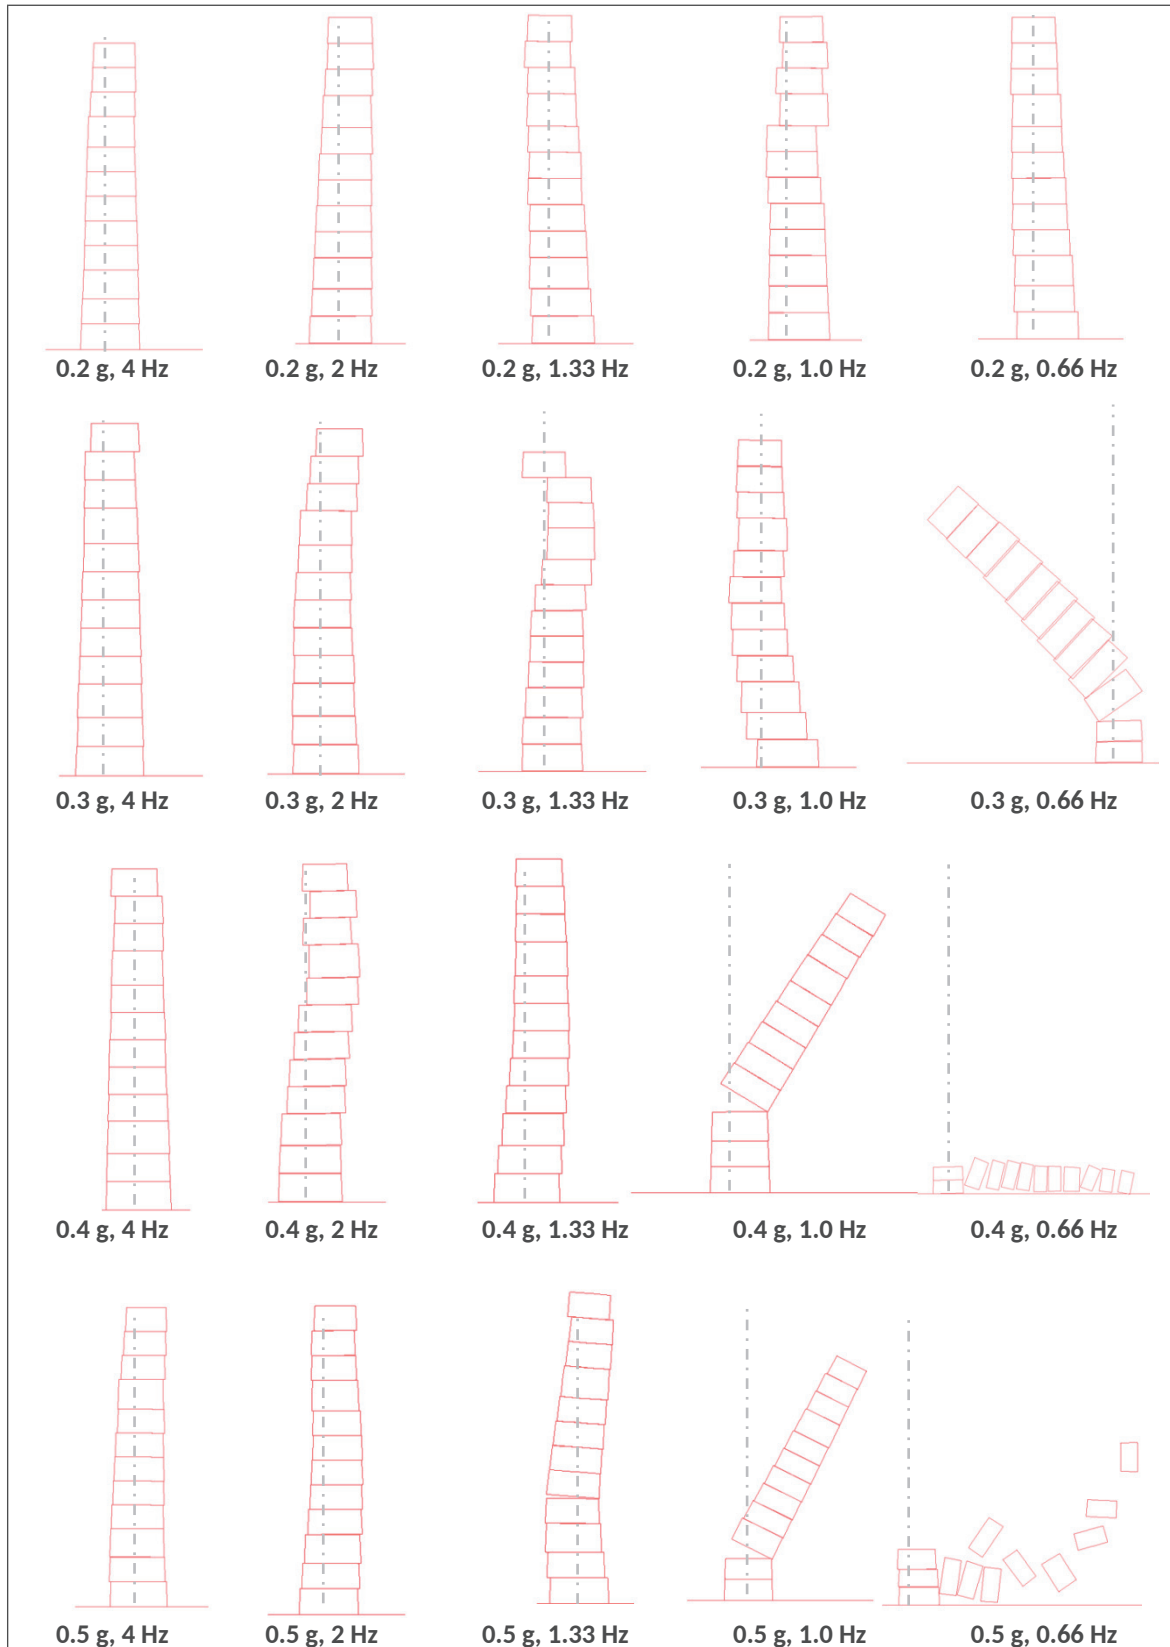 0.2 g, 4 Hz
0.2 g, 2 Hz
0.2 g, 1.33 Hz
0.2 g, 1.0 Hz
0.2 g, 0.66 Hz
0.3 g, 4 Hz
0.3 g, 2 Hz
0.3 g, 1.33 Hz
0.3 g, 1.0 Hz
0.3 g, 0.66 Hz
0.4 g, 4 Hz
0.4 g, 2 Hz
0.4 g, 1.33 Hz
0.4 g, 1.0 Hz
0.4 g, 0.66 Hz
0.5 g, 4 Hz
0.5 g, 2 Hz
0.5 g, 1.33 Hz
0.5 g, 1.0 Hz
0.5 g, 0.66 Hz